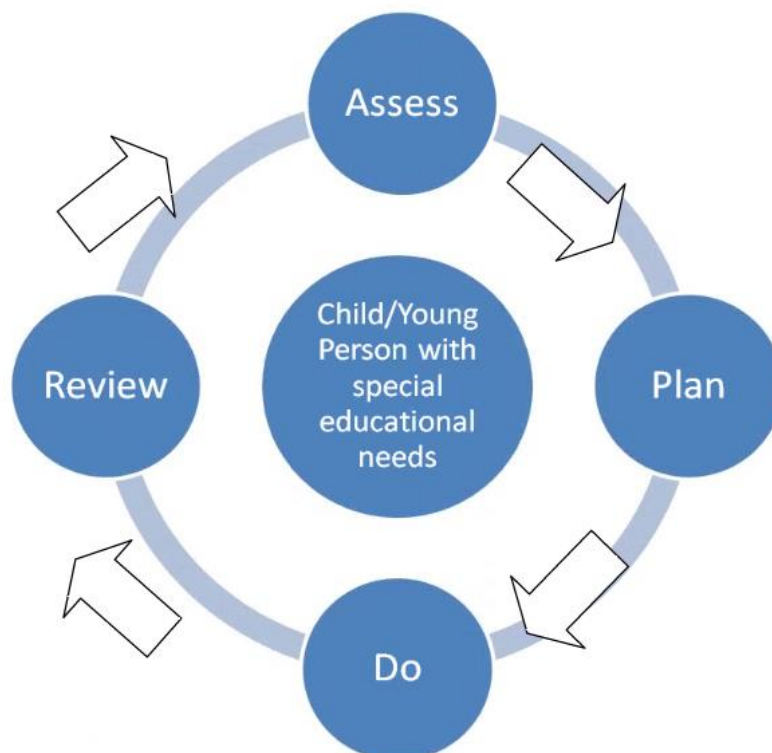 Assess
Child/Young
Person with
special
educational
needs
Review
Plan
Do